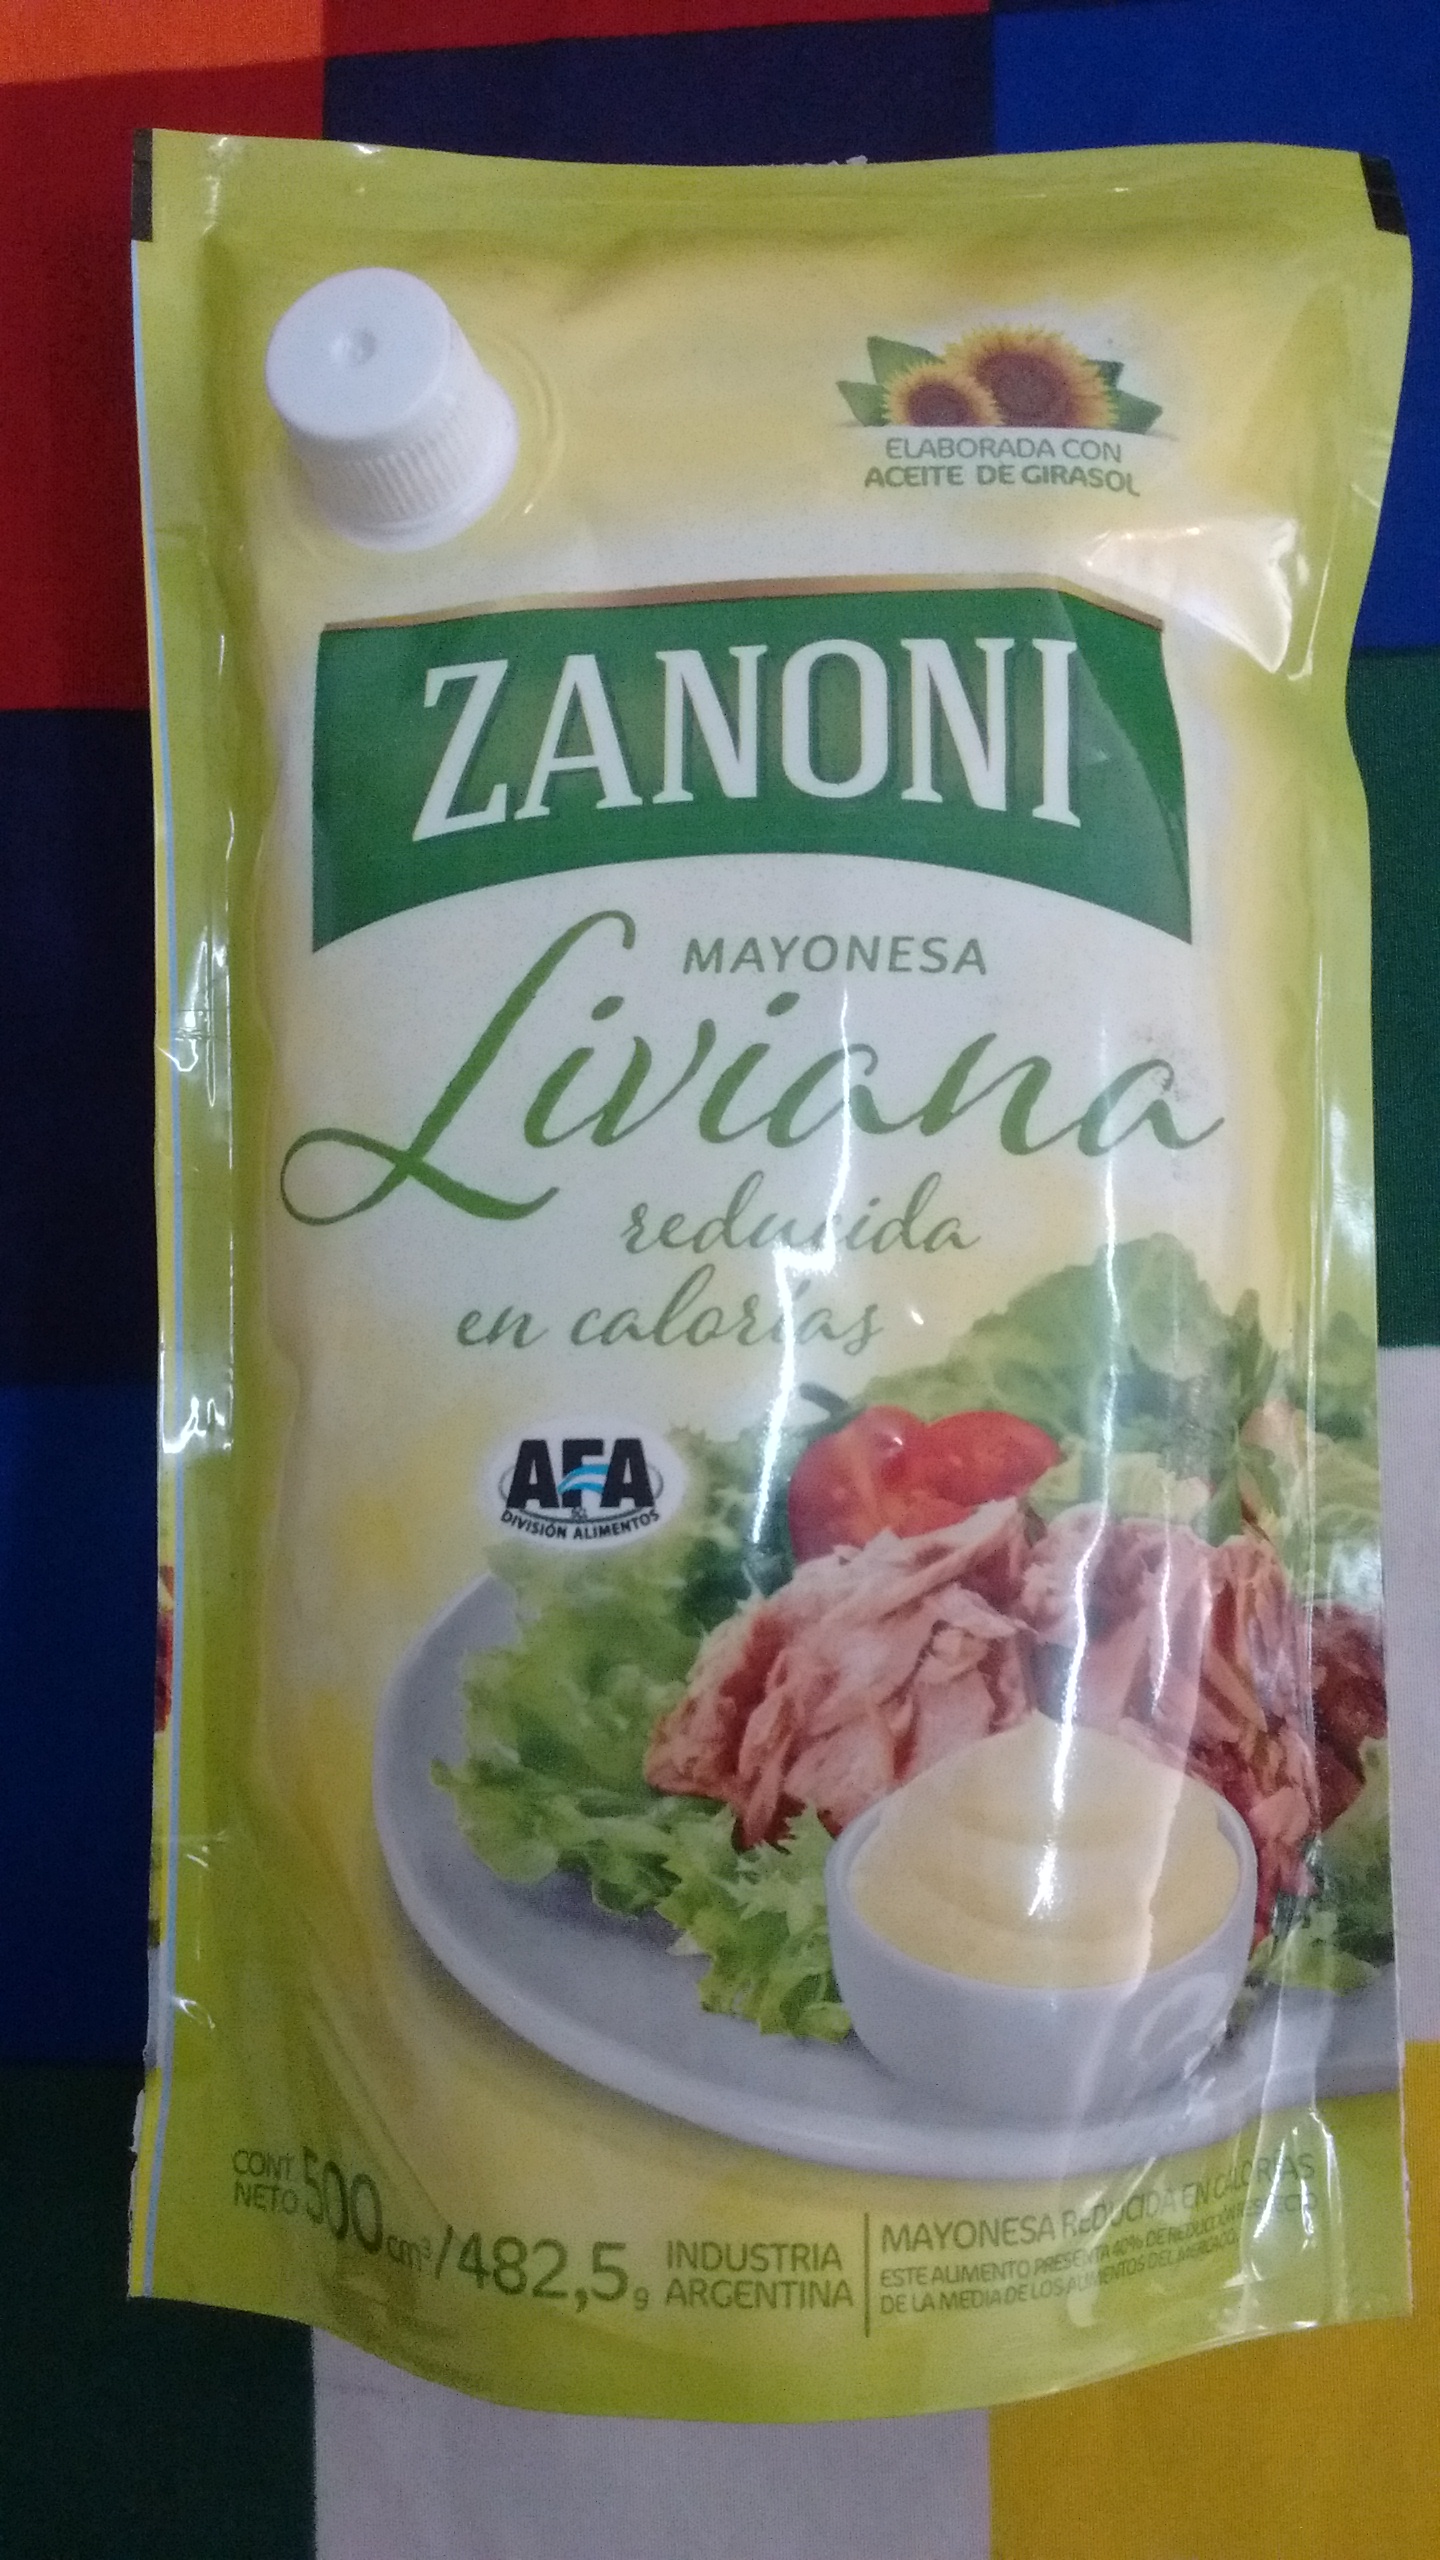 ELABORADA CON
ACEITE DE GIRASOL
ZANONI
MAYONESA
Liviana
reducida
en calorías
AFA
SCL
DIVISIÓN ALIMENTOS
CONT.
NETO 500 cm³/482,5 g
INDUSTRIA
ARGENTINA
MAYONESA REDUCIDA EN CALORÍAS
ESTE ALIMENTO PRESENTA 40% DE REDUCCIÓN RESPECTO
DE LA MEDIA DE LOS ALIMENTOS DEL MERCADO.